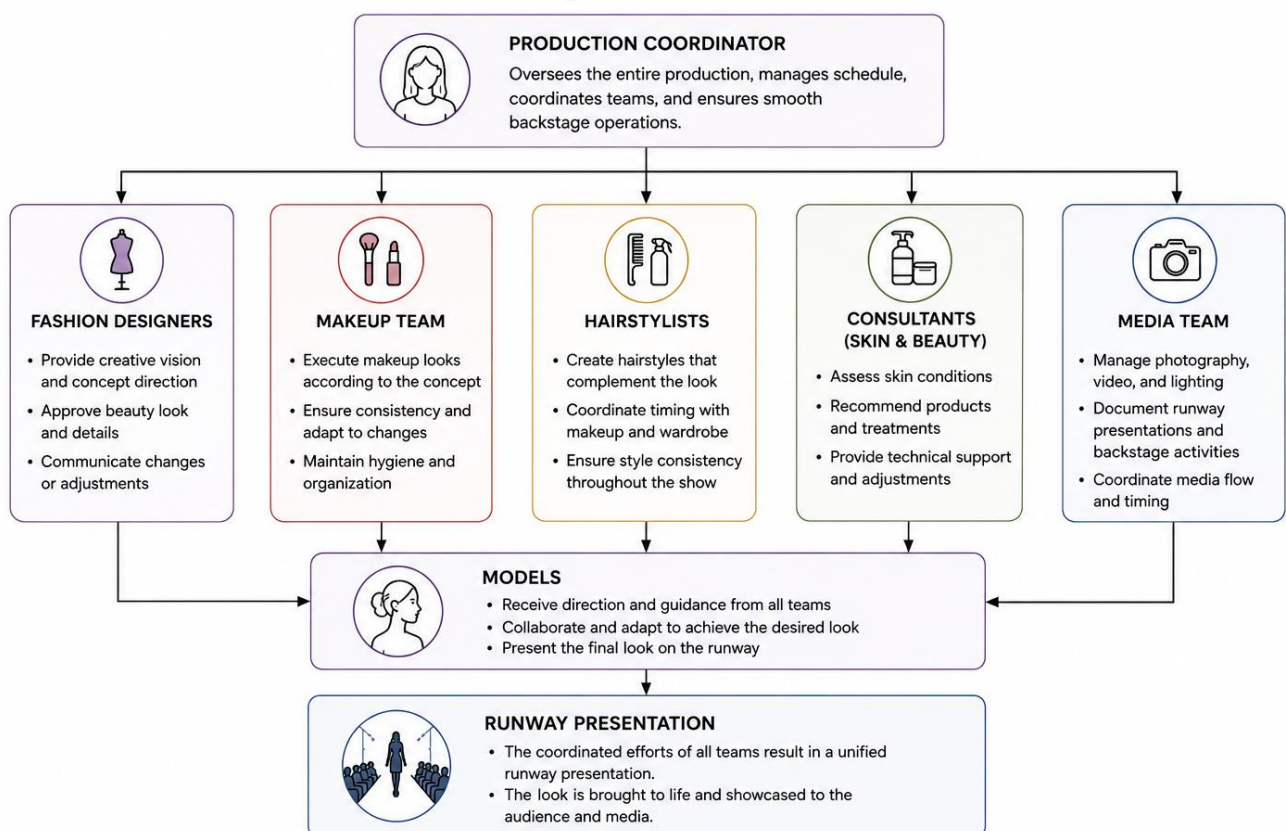 PRODUCTION COORDINATOR
Oversees the entire production, manages schedule,
coordinates teams, and ensures smooth
backstage operations.
FASHION DESIGNERS
• Provide creative vision
and concept direction
• Approve beauty look
and details
• Communicate changes
or adjustments
MAKEUP TEAM
• Execute makeup looks
according to the concept
• Ensure consistency and
adapt to changes
• Maintain hygiene and
organization
HAIRSTYLISTS
• Create hairstyles that
complement the look
• Coordinate timing with
makeup and wardrobe
• Ensure style consistency
throughout the show
CONSULTANTS
(SKIN & BEAUTY)
• Assess skin conditions
• Recommend products
and treatments
• Provide technical support
and adjustments
MEDIA TEAM
• Manage photography,
video, and lighting
• Document runway
presentations and
backstage activities
• Coordinate media flow
and timing
MODELS
• Receive direction and guidance from all teams
• Collaborate and adapt to achieve the desired look
• Present the final look on the runway
RUNWAY PRESENTATION
• The coordinated efforts of all teams result in a unified
runway presentation.
• The look is brought to life and showcased to the
audience and media.